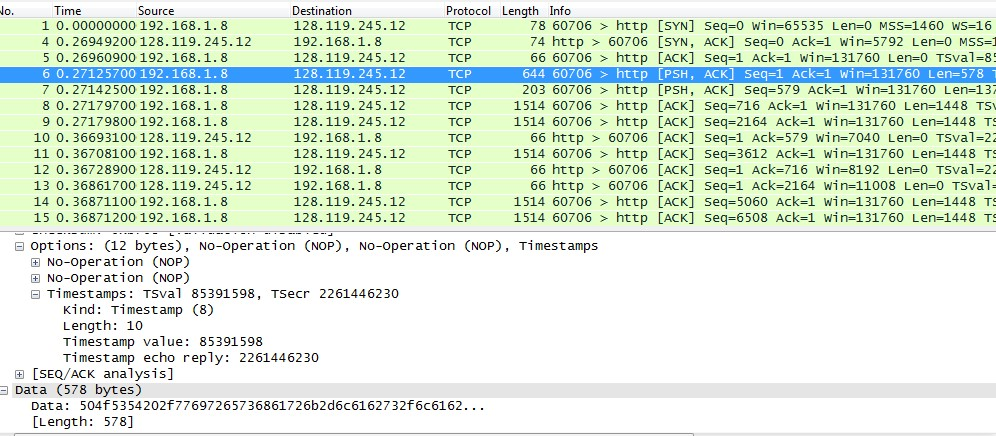 No. Time Source Destination Protocol Length Info
1 0.00000000 192.168.1.8 128.119.245.12 TCP 78 60706 > http [SYN] Seq=0 Win=65535 Len=0 MSS=1460 WS=16
4 0.26949200 128.119.245.12 192.168.1.8 TCP 74 http > 60706 [SYN, ACK] Seq=0 Ack=1 Win=5792 Len=0 MSS=1
5 0.26960900 192.168.1.8 128.119.245.12 TCP 66 60706 > http [ACK] Seq=1 Ack=1 Win=131760 Len=0 TSval=85
6 0.27125700 192.168.1.8 128.119.245.12 TCP 644 60706 > http [PSH, ACK] Seq=1 Ack=1 Win=131760 Len=578 T
7 0.27142500 192.168.1.8 128.119.245.12 TCP 203 60706 > http [PSH, ACK] Seq=579 Ack=1 Win=131760 Len=137
8 0.27179700 192.168.1.8 128.119.245.12 TCP 1514 60706 > http [ACK] Seq=716 Ack=1 Win=131760 Len=1448 TSv
9 0.27179800 192.168.1.8 128.119.245.12 TCP 1514 60706 > http [ACK] Seq=2164 Ack=1 Win=131760 Len=1448 TS
10 0.36693100 128.119.245.12 192.168.1.8 TCP 66 http > 60706 [ACK] Seq=1 Ack=579 Win=7040 Len=0 TSval=22
11 0.36708100 192.168.1.8 128.119.245.12 TCP 1514 60706 > http [ACK] Seq=3612 Ack=1 Win=131760 Len=1448 TS
12 0.36728900 128.119.245.12 192.168.1.8 TCP 66 http > 60706 [ACK] Seq=1 Ack=716 Win=8192 Len=0 TSval=22
13 0.36861700 128.119.245.12 192.168.1.8 TCP 66 http > 60706 [ACK] Seq=1 Ack=2164 Win=11008 Len=0 TSval=
14 0.36871100 192.168.1.8 128.119.245.12 TCP 1514 60706 > http [ACK] Seq=5060 Ack=1 Win=131760 Len=1448 TS
15 0.36871200 192.168.1.8 128.119.245.12 TCP 1514 60706 > http [ACK] Seq=6508 Ack=1 Win=131760 Len=1448 TS
Options: (12 bytes), No-Operation (NOP), No-Operation (NOP), Timestamps
No-Operation (NOP)
No-Operation (NOP)
Timestamps: TSval 85391598, TSecr 2261446230
Kind: Timestamp (8)
Length: 10
Timestamp value: 85391598
Timestamp echo reply: 2261446230
[SEQ/ACK analysis]
Data (578 bytes)
Data: 504f5354202f77697265736861726b2d6c6162732f6c6162...
[Length: 578]